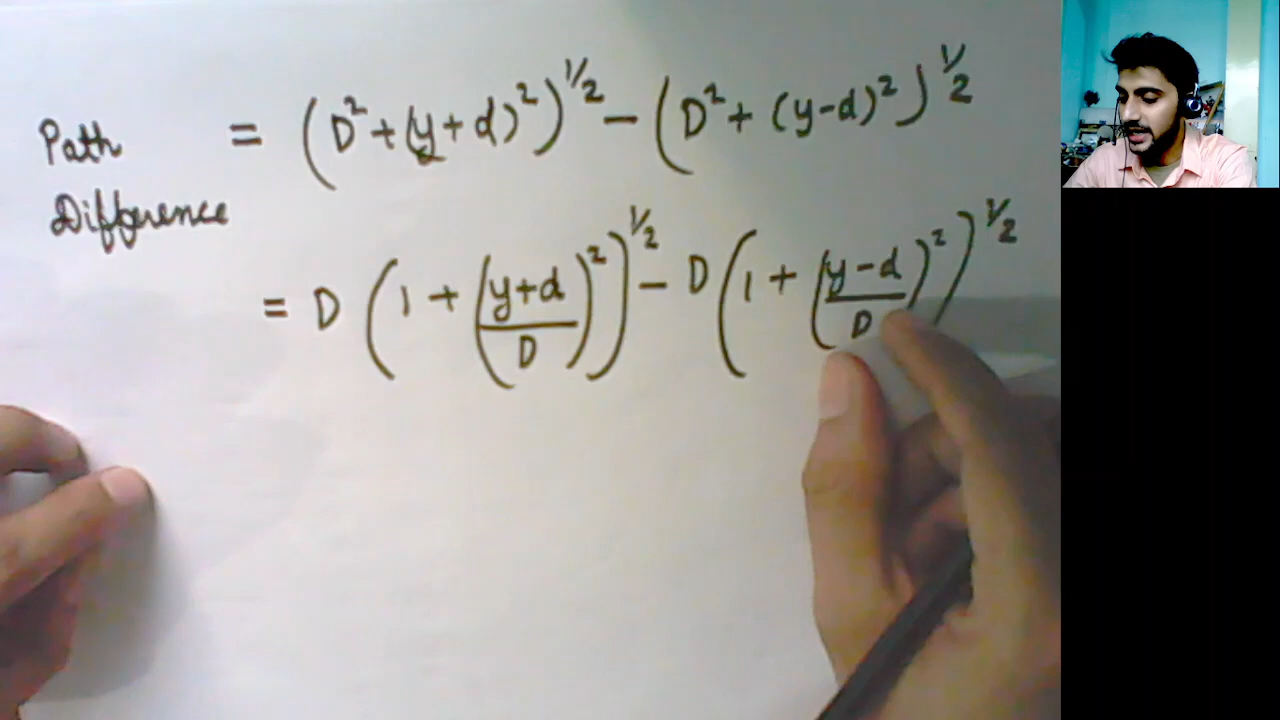 Path = (D² + (y+d)²)^1/2 − (D² + (y-d)²)^1/2
Difference
= D (1 + ((y+d)/D)²)^1/2 − D (1 + ((y-d)/D)²)^1/2